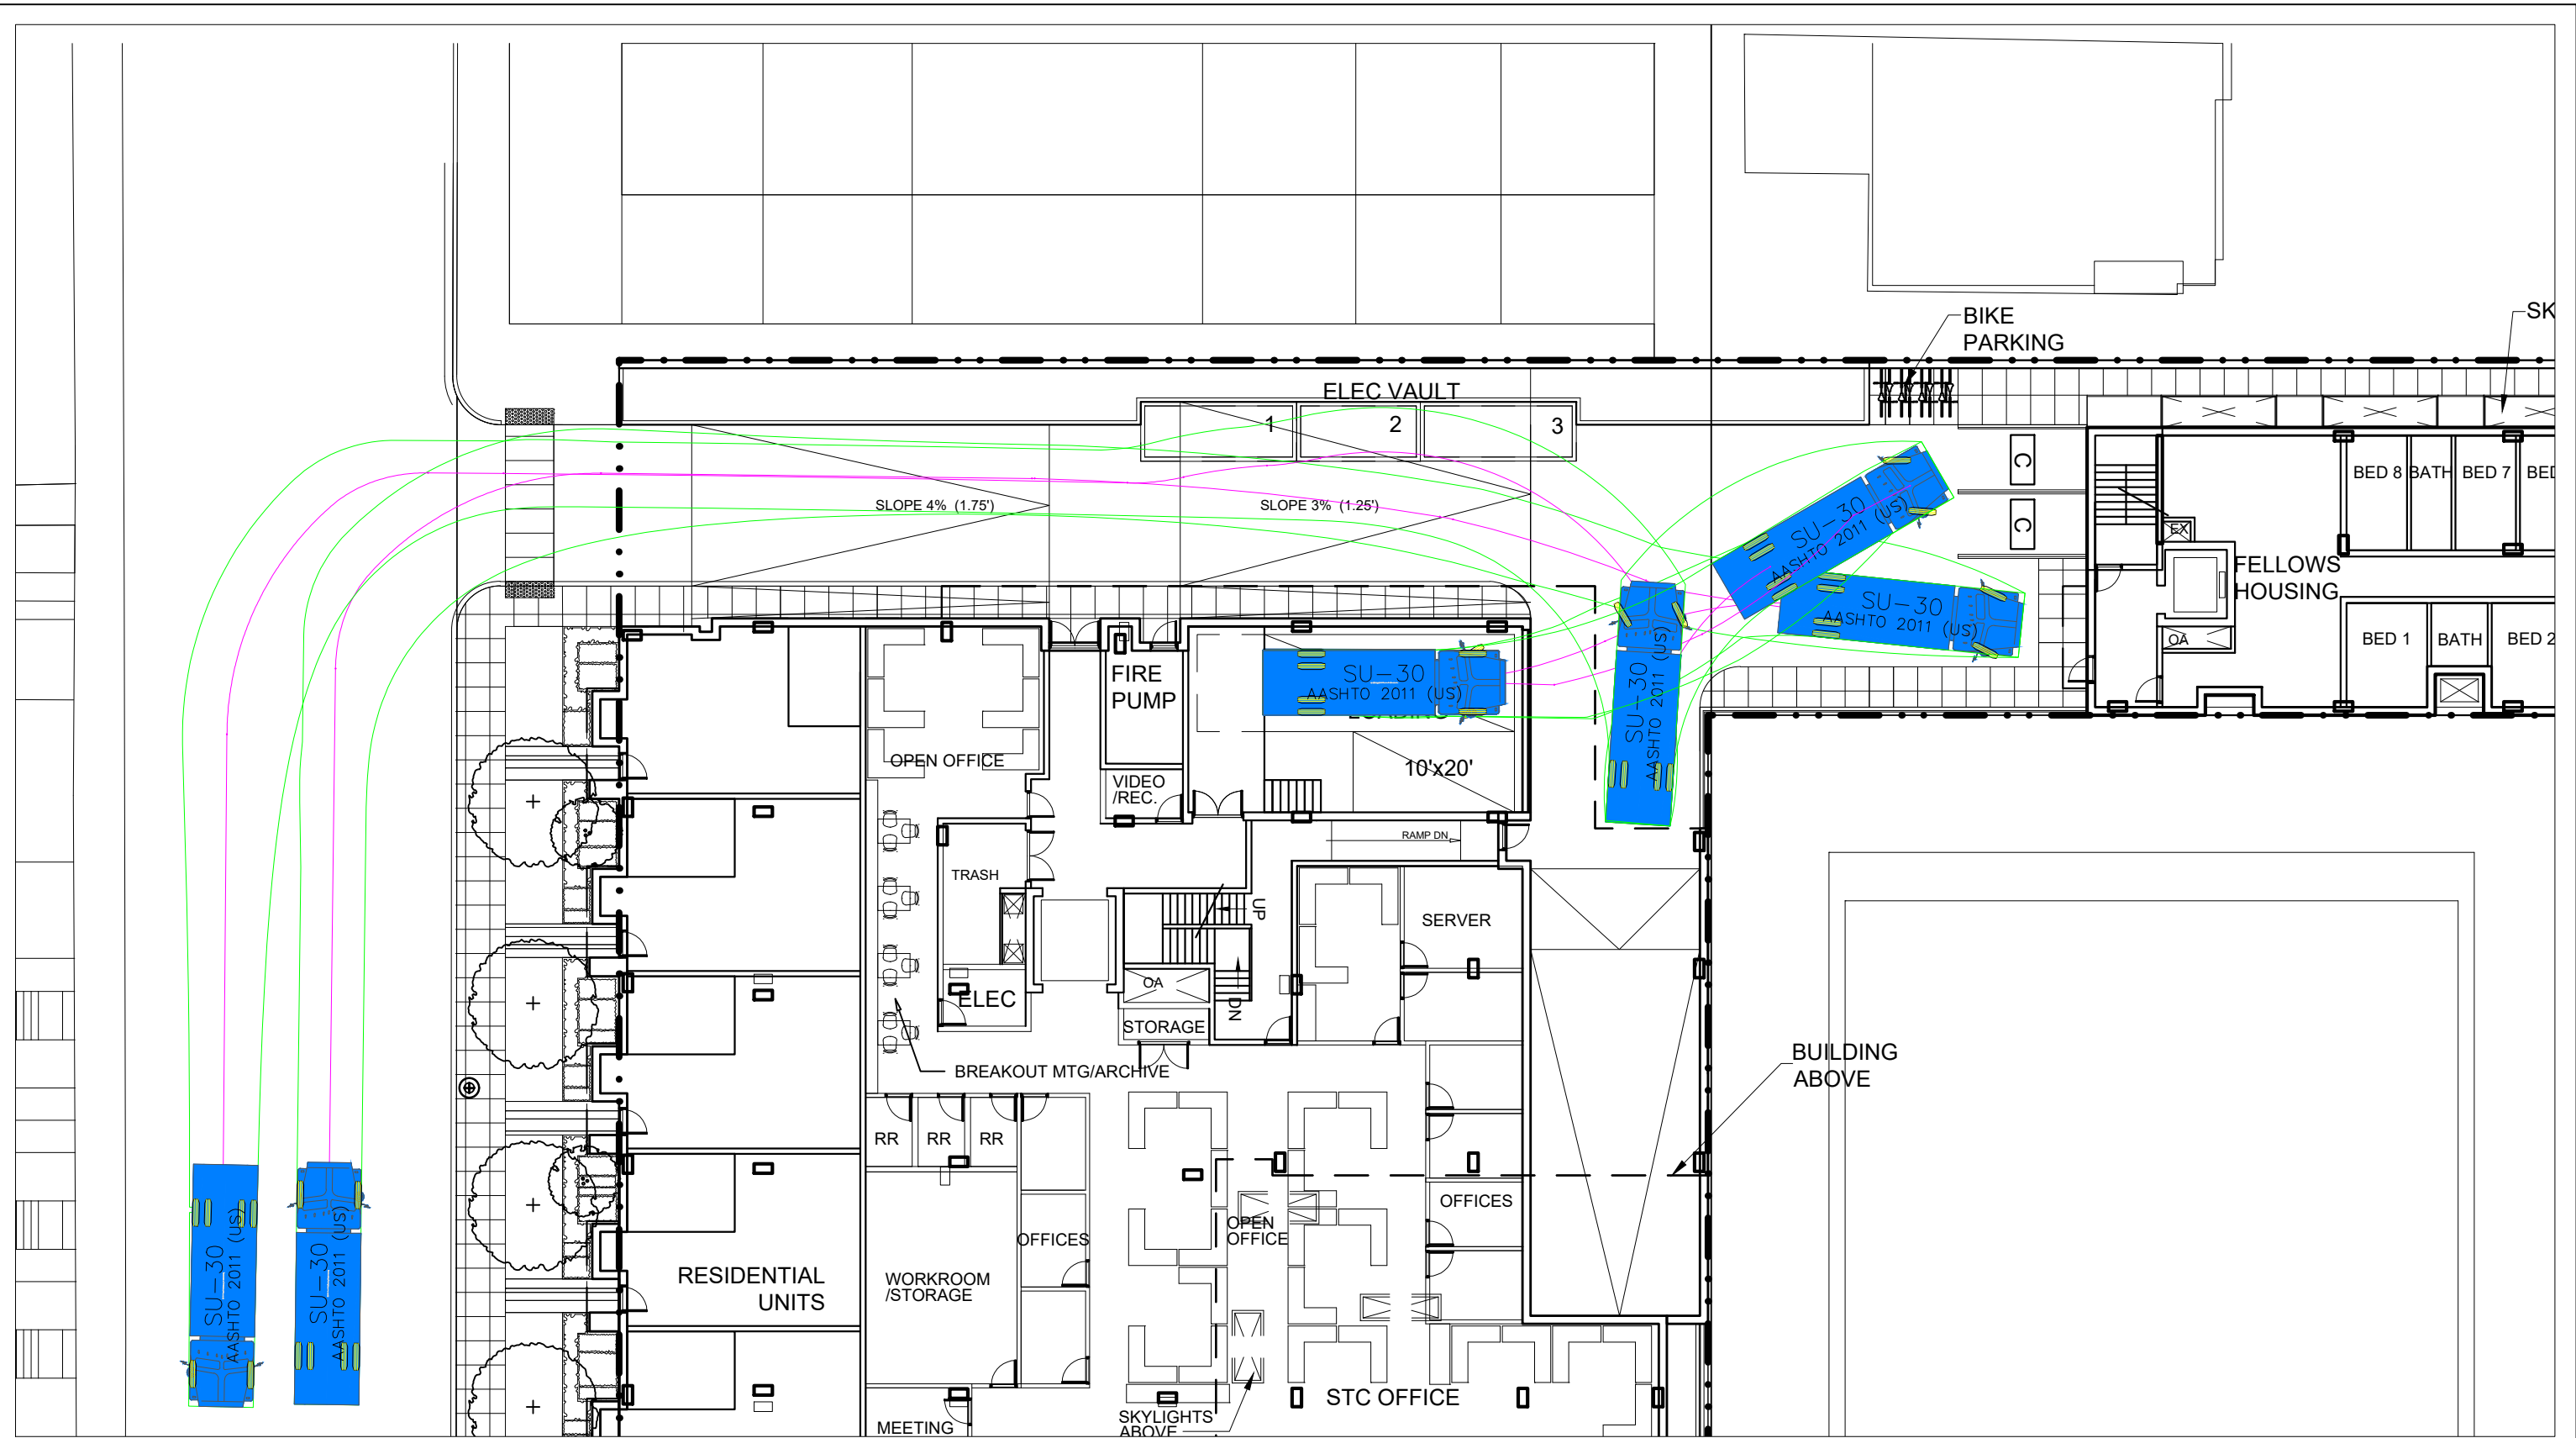 BIKE
PARKING
SK
ELEC VAULT
1
2
3
SLOPE 4% (1.75')
SLOPE 3% (1.25')
C
C
SU-30
AASHTO 2011 (US)
SU-30
AASHTO 2011 (US)
SU-30
AASHTO 2011 (US)
SU-30
AASHTO 2011 (US)
LOADING
10'x20'
BED 8
BATH
BED 7
BED
EX
FELLOWS
HOUSING
OA
BED 1
BATH
BED 2
FIRE
PUMP
OPEN OFFICE
VIDEO
/REC.
RAMP DN
TRASH
UP
SERVER
OA
DN
ELEC
STORAGE
BREAKOUT MTG/ARCHIVE
BUILDING
ABOVE
RR
RR
RR
OFFICES
OPEN
OFFICE
OFFICES
SU-30
AASHTO 2011 (US)
SU-30
AASHTO 2011 (US)
RESIDENTIAL
UNITS
WORKROOM
/STORAGE
STC OFFICE
MEETING
SKYLIGHTS
ABOVE